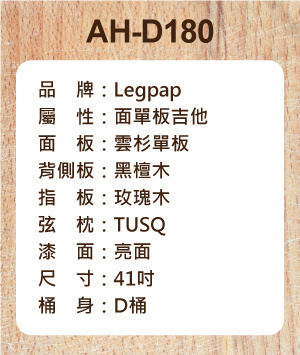 AH-D180
品　牌：Legpap
屬　性：面單板吉他
面　板：雲杉單板
背側板：黑檀木
指　板：玫瑰木
弦　枕：TUSQ
漆　面：亮面
尺　寸：41吋
桶　身：D桶